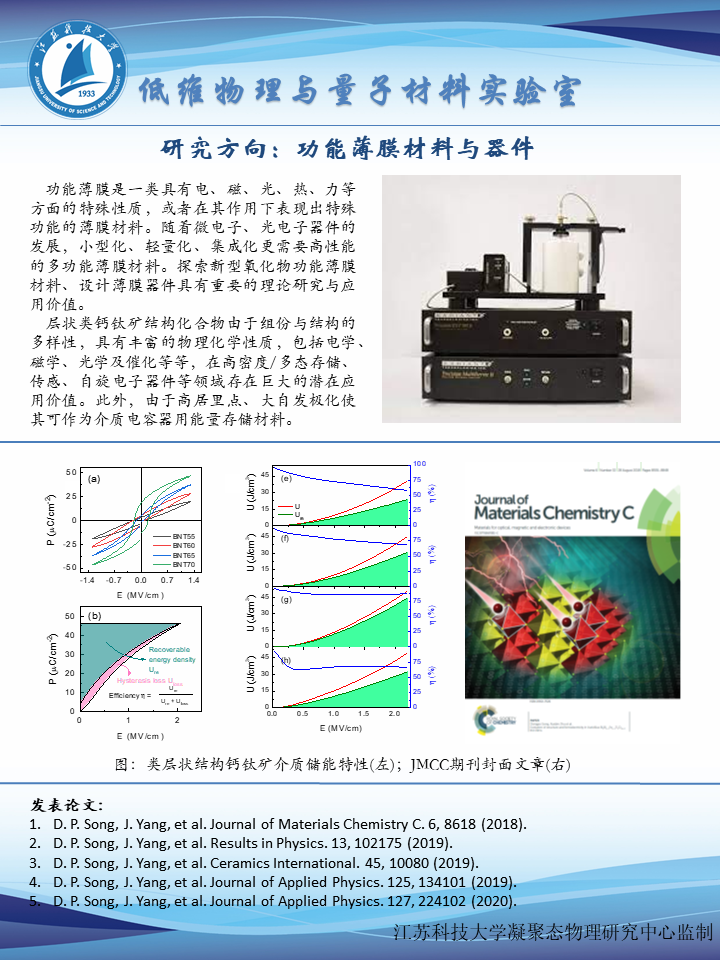 江苏科技大学
JIANGSU UNIVERSITY OF SCIENCE AND TECHNOLOGY
1933
低维物理与量子材料实验室
研究方向：功能薄膜材料与器件
功能薄膜是一类具有电、磁、光、热、力等
方面的特殊性质，或者在其作用下表现出特殊
功能的薄膜材料。随着微电子、光电子器件的
发展，小型化、轻量化、集成化更需要高性能
的多功能薄膜材料。探索新型氧化物功能薄膜
材料、设计薄膜器件具有重要的理论研究与应
用价值。
层状类钙钛矿结构化合物由于组份与结构的
多样性，具有丰富的物理化学性质，包括电学、
磁学、光学及催化等等，在高密度/多态存储、
传感、自旋电子器件等领域存在巨大的潜在应
用价值。此外，由于高居里点、大自发极化使
其可作为介质电容器用能量存储材料。
(a)
P (μC/cm²)
50
25
0
-25
-50
BNT55
BNT60
BNT65
BNT70
-1.4 -0.7 0.0 0.7 1.4
E (MV/cm)
(b)
P (μC/cm²)
50
40
30
20
10
0
Recoverable
energy density
Hysteresis loss
Efficiency η =
0 1 2
E (MV/cm)
(e)
U (J/cm³)
45
30
15
0
U
100
75
50
25
0
η (%)
(f)
U (J/cm³)
45
30
15
0
75
50
25
0
η (%)
(g)
U (J/cm³)
45
30
15
0
75
50
25
0
η (%)
(h)
U (J/cm³)
45
30
15
0
75
50
25
0
η (%)
0.0 0.5 1.0 1.5 2.0
E (MV/cm)
Journal of
Materials Chemistry C
图：类层状结构钙钛矿介质储能特性(左)；JMCC期刊封面文章(右)
发表论文:
1. D. P. Song, J. Yang, et al. Journal of Materials Chemistry C. 6, 8618 (2018).
2. D. P. Song, J. Yang, et al. Results in Physics. 13, 102175 (2019).
3. D. P. Song, J. Yang, et al. Ceramics International. 45, 10080 (2019).
4. D. P. Song, J. Yang, et al. Journal of Applied Physics. 125, 134101 (2019).
5. D. P. Song, J. Yang, et al. Journal of Applied Physics. 127, 224102 (2020).
江苏科技大学凝聚态物理研究中心监制